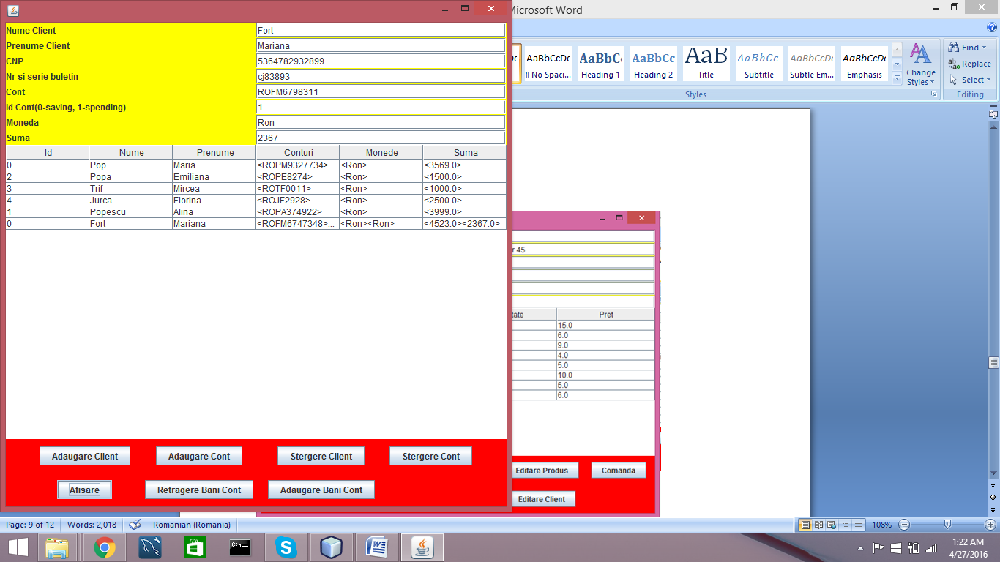 Microsoft Word
Nume Client Fort
Prenume Client Mariana
CNP 5364782932899
Nr si serie buletin cj83893
Cont ROFM6798311
Id Cont(0-saving, 1-spending) 1
Moneda Ron
Suma 2367
Id Nume Prenume Conturi Monede Suma
0 Pop Maria <ROPM9327734> <Ron> <3569.0>
2 Popa Emiliana <ROPE8274> <Ron> <1500.0>
3 Trif Mircea <ROTF0011> <Ron> <1000.0>
4 Jurca Florina <ROJF2928> <Ron> <2500.0>
1 Popescu Alina <ROPA374922> <Ron> <3999.0>
0 Fort Mariana <ROFM6747348>... <Ron><Ron> <4523.0><2367.0>
Adaugare Client Adaugare Cont Stergere Client Stergere Cont
Afisare Retragere Bani Cont Adaugare Bani Cont
AaBbCcDc AaBbCc AaBbCc AaB AaBbCc AaBbCcDc AaBbCcDc
¶ No Spaci... Heading 1 Heading 2 Title Subtitle Subtle Em... Emphasis
Change
Styles
Styles
Find
Replace
Select
Editing
r 45
tate Pret
15.0
6.0
9.0
4.0
5.0
10.0
5.0
6.0
Editare Produs Comanda
Editare Client
Page: 9 of 12 Words: 2,018 Romanian (Romania) 108%
1:22 AM
4/27/2016